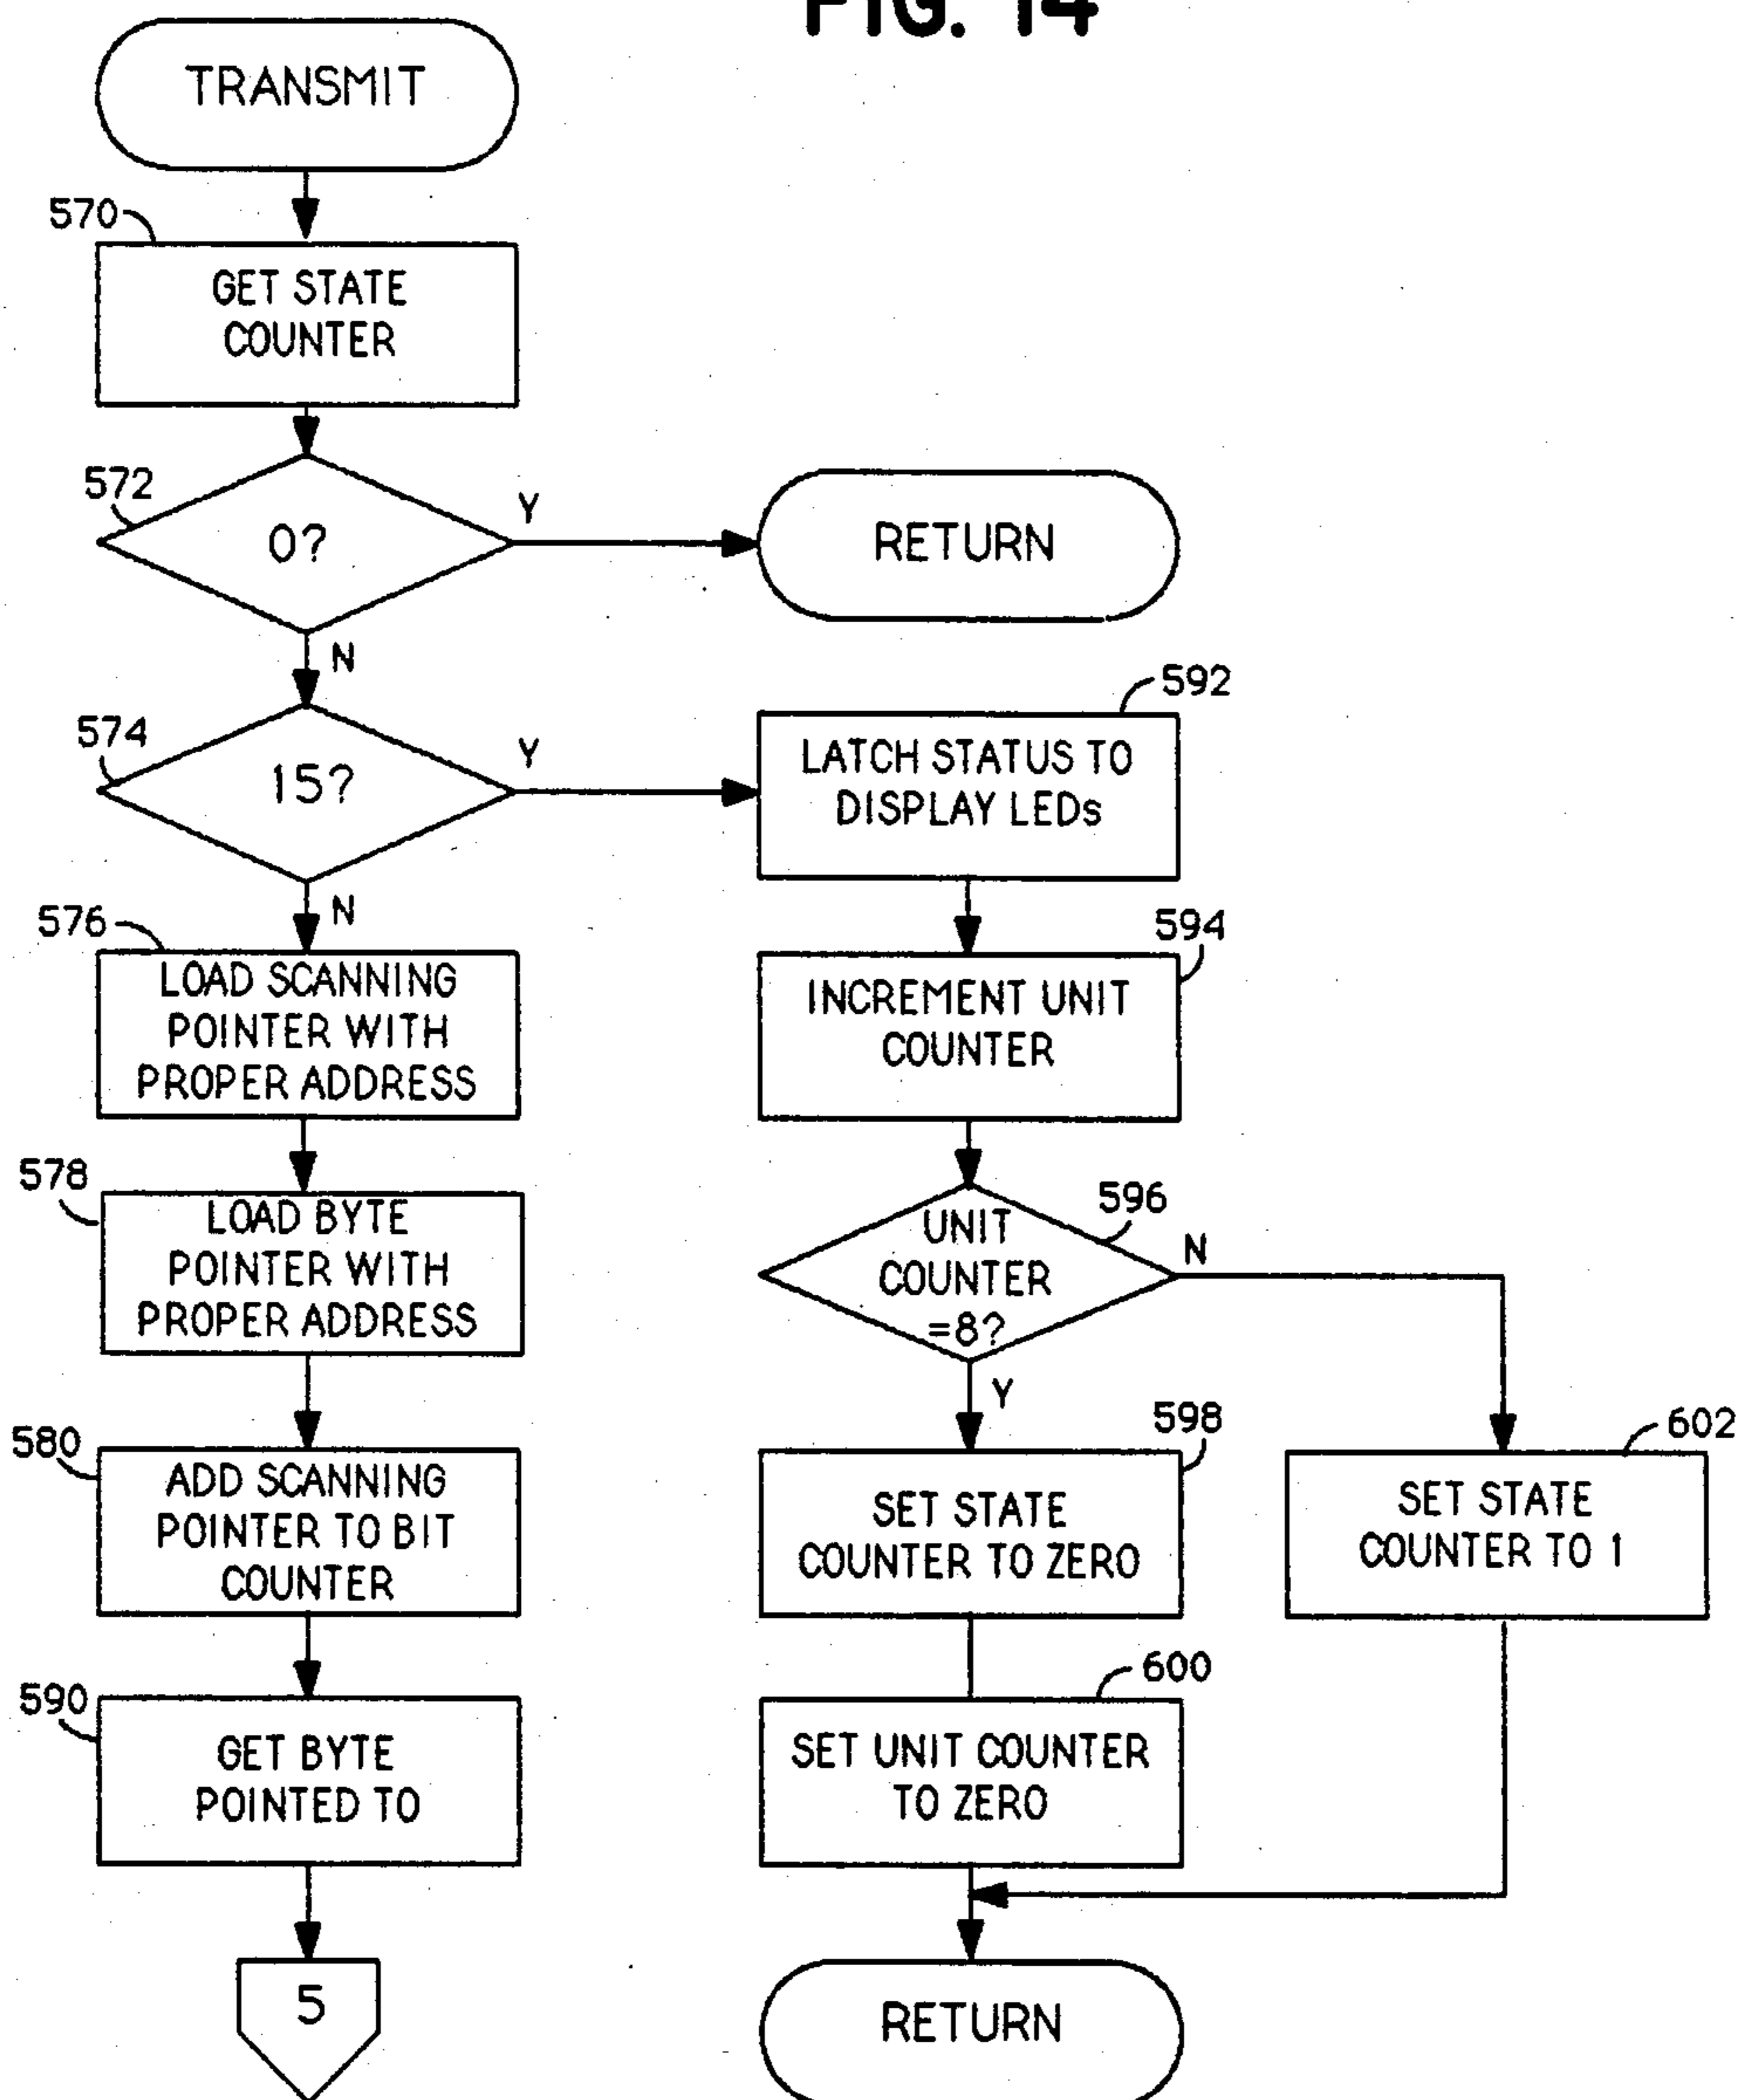 FIG. 14
TRANSMIT
570
GET STATE
COUNTER
572
0?
Y
RETURN
N
574
15?
Y
592
LATCH STATUS TO
DISPLAY LEDs
N
576
LOAD SCANNING
POINTER WITH
PROPER ADDRESS
594
INCREMENT UNIT
COUNTER
578
LOAD BYTE
POINTER WITH
PROPER ADDRESS
596
UNIT
COUNTER
=8?
N
Y
580
ADD SCANNING
POINTER TO BIT
COUNTER
598
SET STATE
COUNTER TO ZERO
602
SET STATE
COUNTER TO 1
590
GET BYTE
POINTED TO
600
SET UNIT COUNTER
TO ZERO
5
RETURN